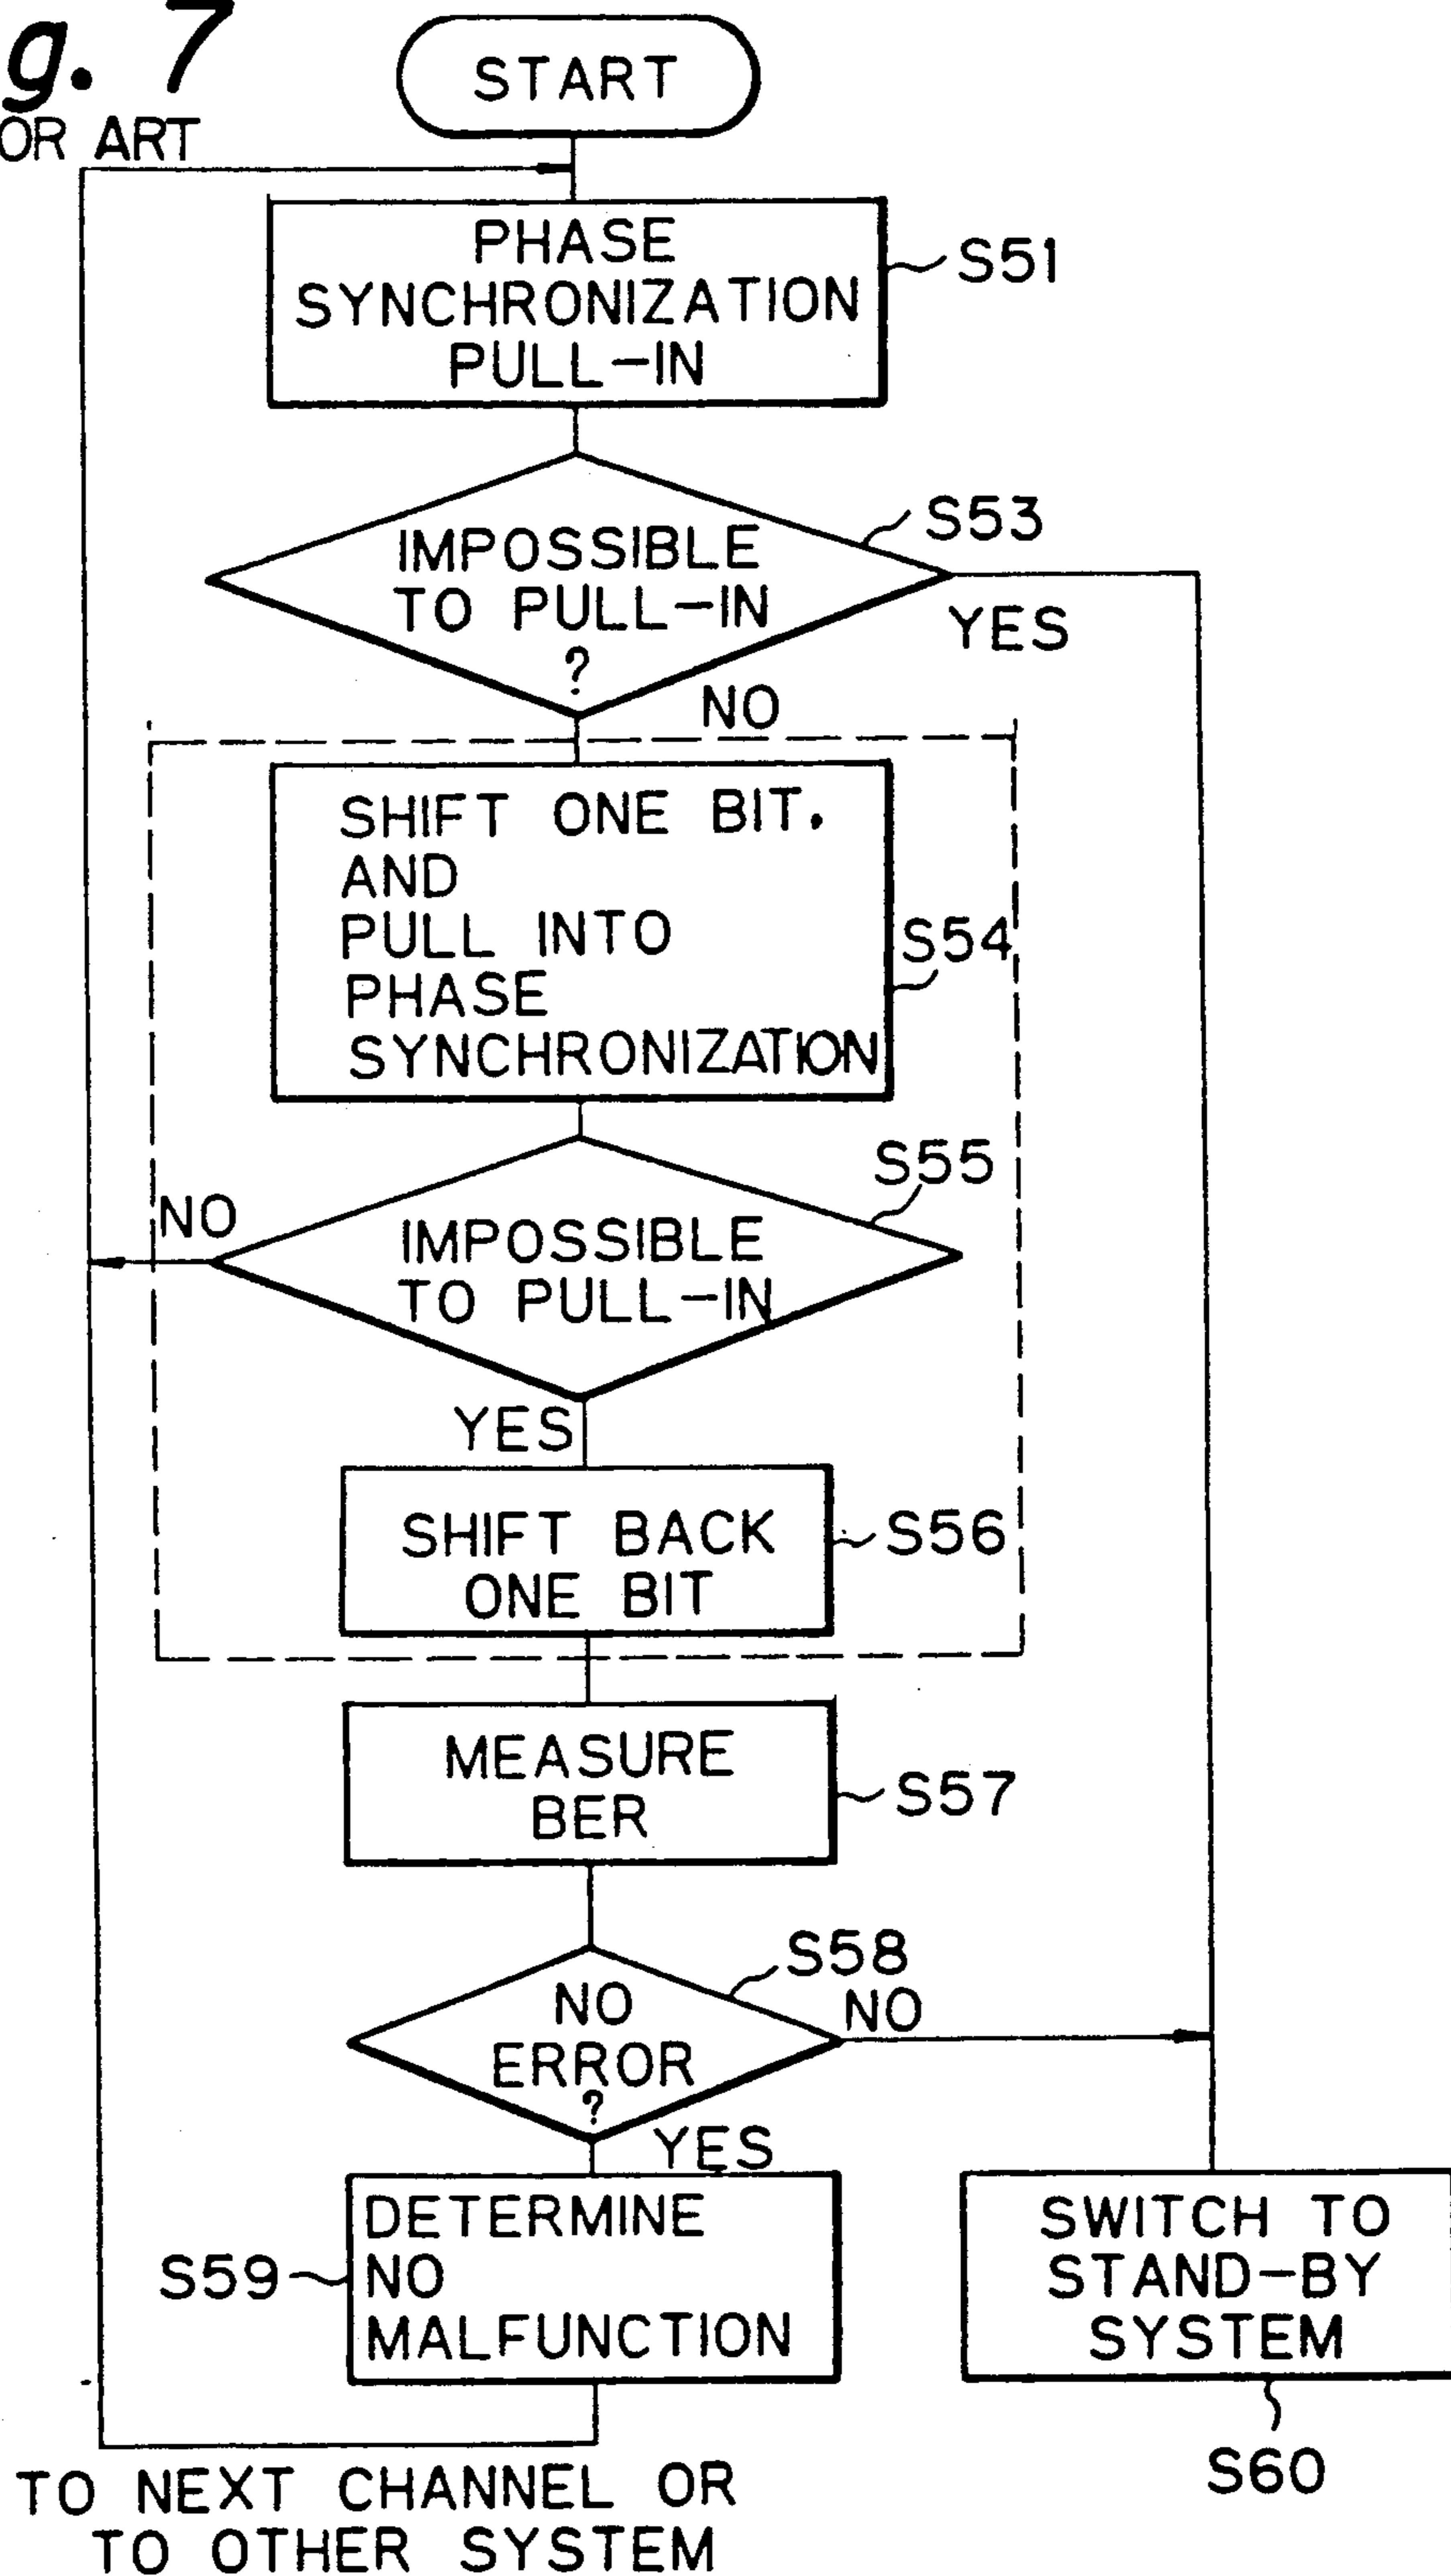 g. 7
OR ART
START
PHASE
SYNCHRONIZATION
PULL-IN
S51
IMPOSSIBLE
TO PULL-IN
?
S53
YES
NO
SHIFT ONE BIT.
AND
PULL INTO
PHASE
SYNCHRONIZATION
S54
IMPOSSIBLE
TO PULL-IN
S55
NO
YES
SHIFT BACK
ONE BIT
S56
MEASURE
BER
S57
NO
ERROR
?
S58
NO
YES
DETERMINE
NO
MALFUNCTION
S59
SWITCH TO
STAND-BY
SYSTEM
S60
TO NEXT CHANNEL OR
TO OTHER SYSTEM